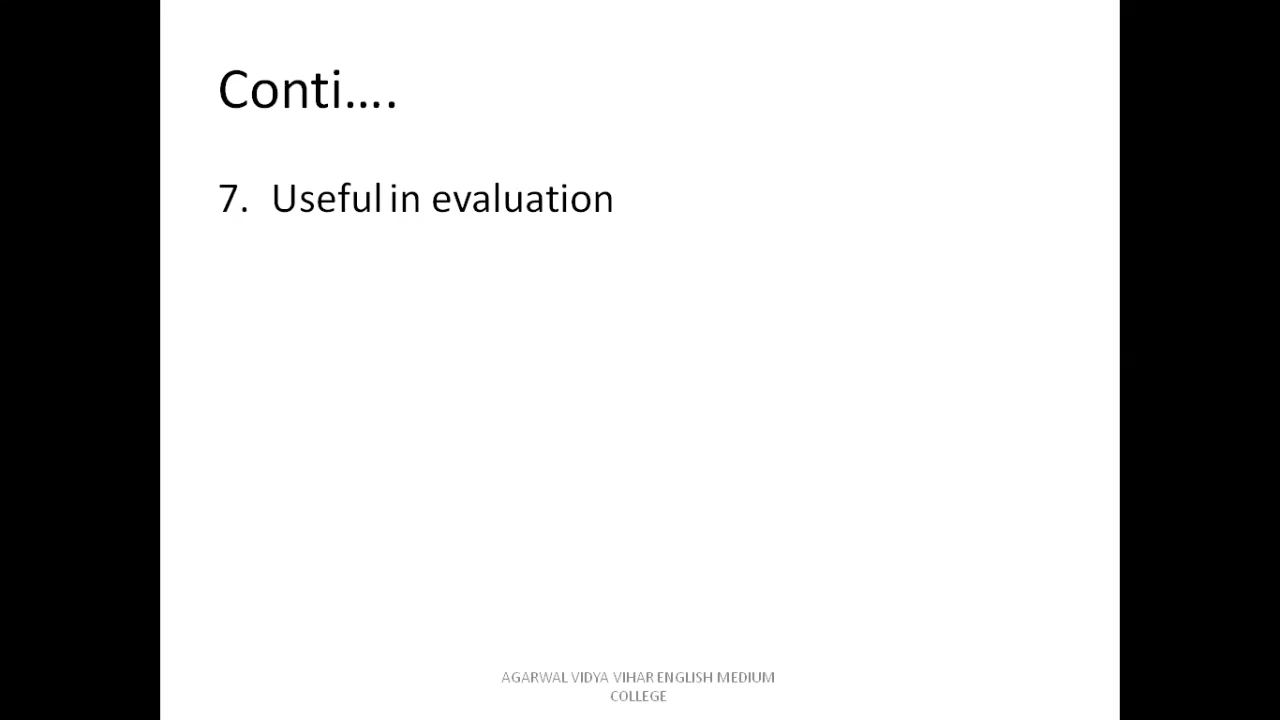 Conti....
7. Useful in evaluation
AGARWAL VIDYA VIHAR ENGLISH MEDIUM
COLLEGE